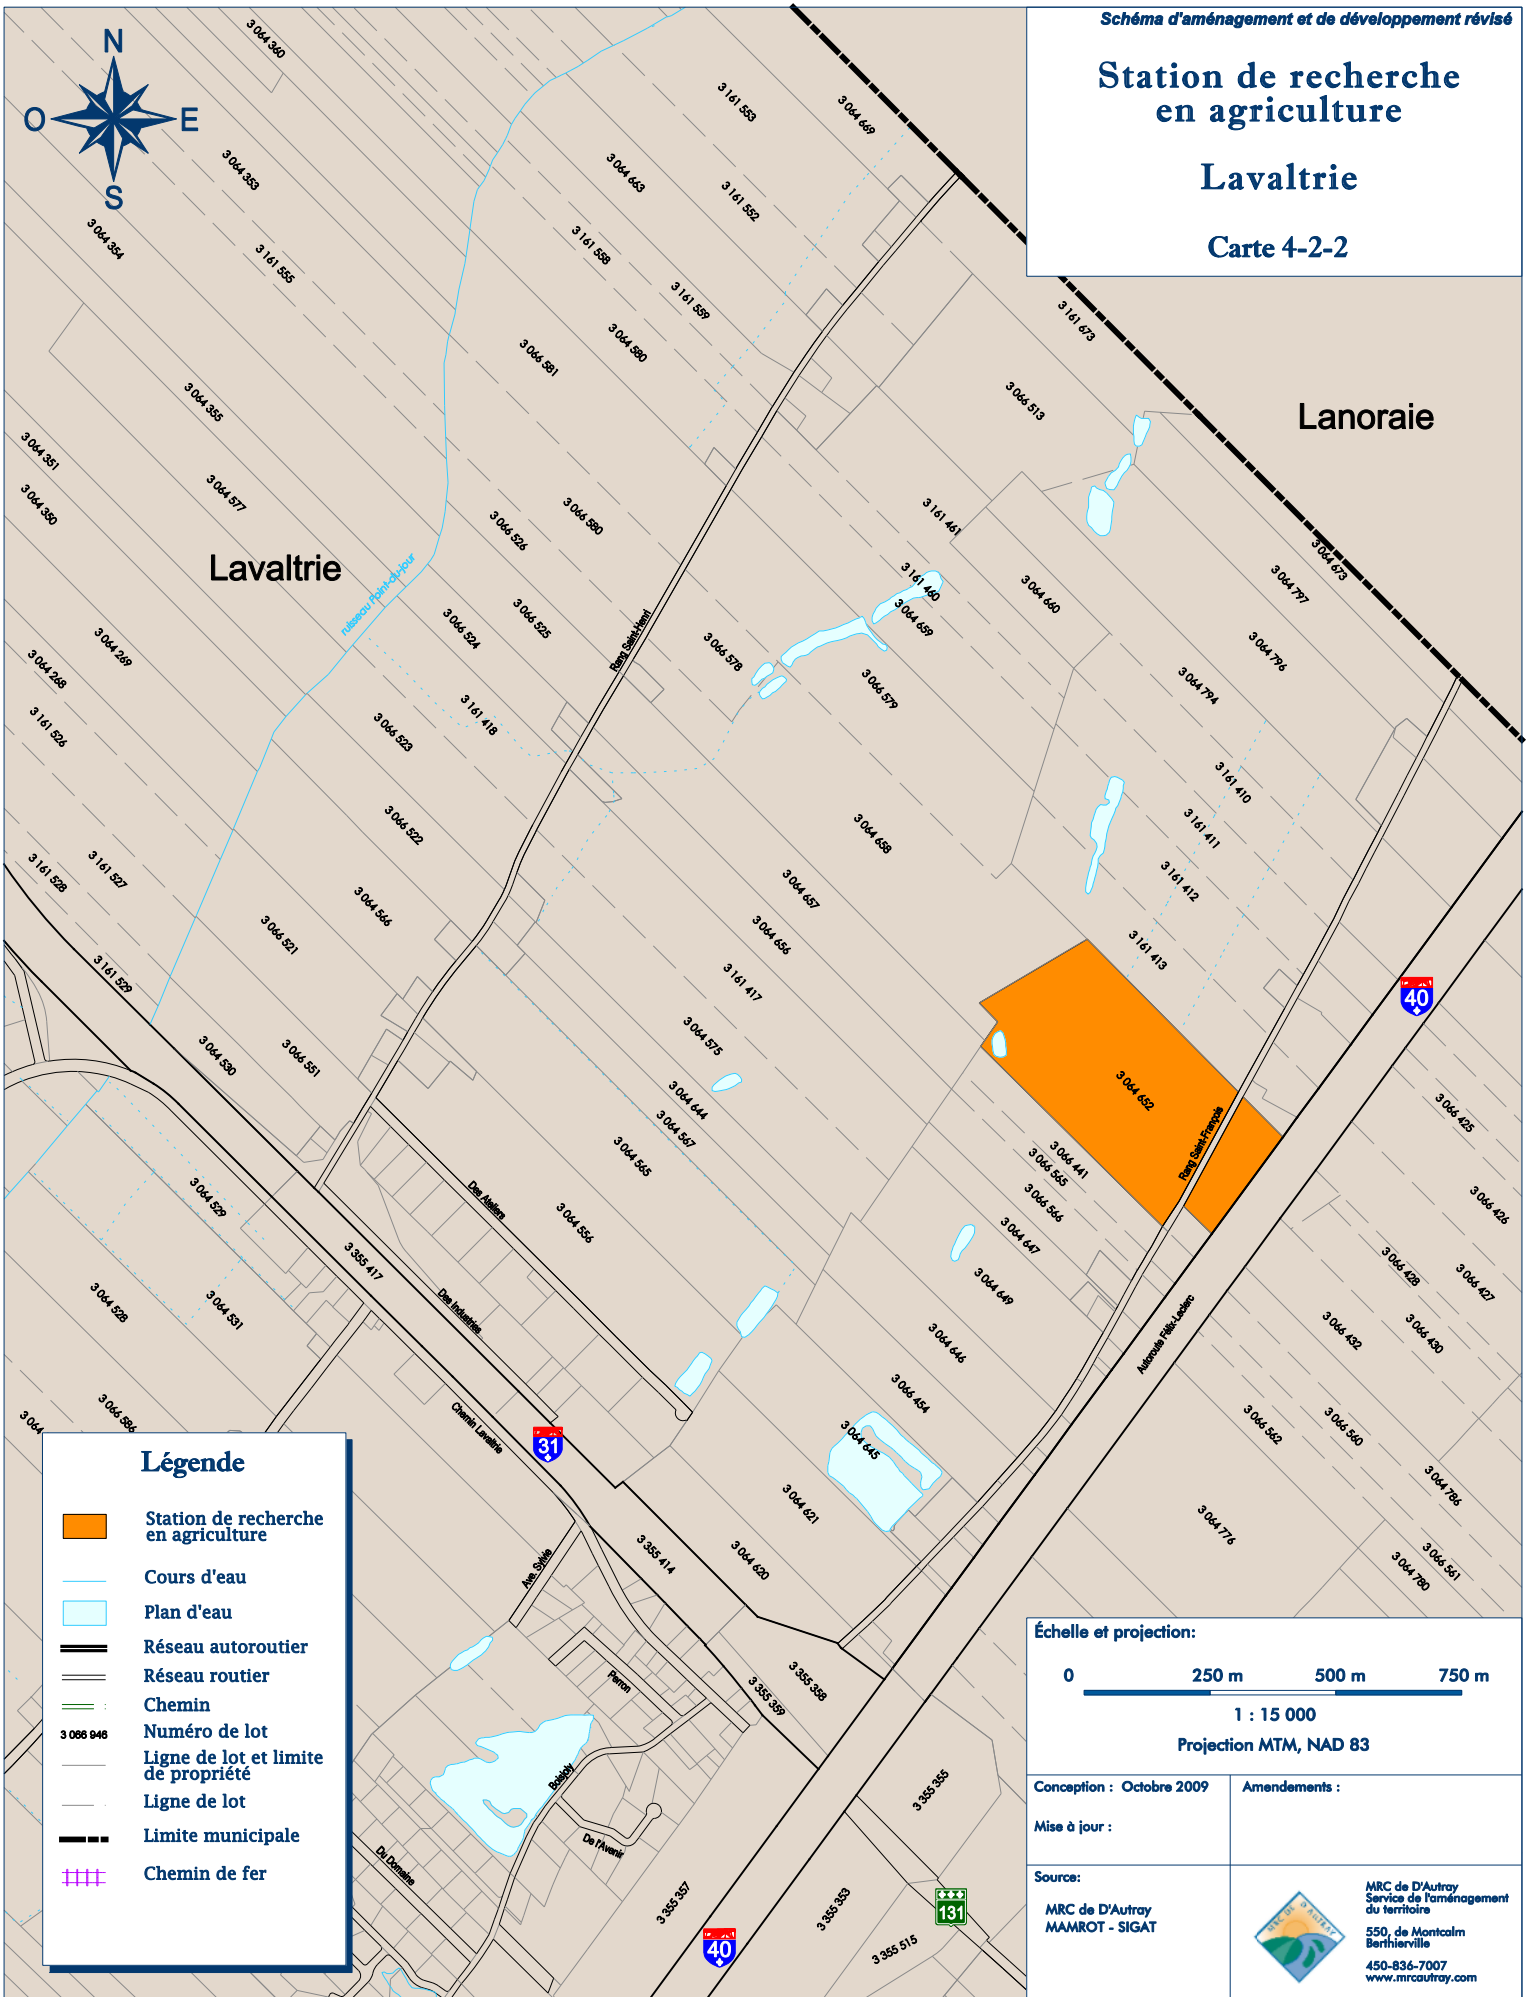 Schéma d'aménagement et de développement révisé
Station de recherche
en agriculture
Lavaltrie
Carte 4-2-2
N
O
E
S
3 064 360
3 161 553
3 064 669
3 064 353
3 064 663
3 161 552
3 064 354
3 161 555
3 161 558
3 161 559
3 161 673
3 066 581
3 064 580
3 064 355
3 066 513
Lanoraie
3 064 351
3 064 350
3 064 577
3 066 526
3 066 580
3 161 461
Lavaltrie
ruisseau Point-du-jour
3 161 460
3 064 659
3 064 660
3 064 797
3 064 673
3 064 269
3 064 268
3 066 524
3 066 525
Rang Saint-Henri
3 066 578
3 066 579
3 064 796
3 064 794
3 161 526
3 066 523
3 161 418
3 161 410
3 066 522
3 064 658
3 161 411
3 161 528
3 161 527
3 064 566
3 064 657
3 161 412
3 066 521
3 064 656
3 161 413
3 161 529
3 161 417
40
3 064 530
3 066 551
3 064 575
3 064 652
3 064 644
3 064 567
3 066 425
3 064 565
Rang Saint-François
3 066 441
3 066 565
3 064 529
Des Ateliers
3 064 556
3 066 566
3 066 426
3 355 417
3 064 647
3 066 428
3 066 427
3 064 528
3 064 531
Des Industries
3 064 649
Autoroute Félix-Leclerc
3 064 646
3 066 432
3 066 430
3 066 454
3 064
3 066 586
Chemin Lavaltrie
31
3 064 645
3 066 562
3 066 560
3 064 621
3 064 786
3 064 776
3 355 414
3 064 620
Ave. Sylvie
3 066 561
3 064 780
Perron
3 355 358
3 355 359
Boisjoly
3 355 355
De l'Avenir
Du Domaine
3 355 357
3 355 353
131
3 355 515
40
Légende
Station de recherche
en agriculture
Cours d'eau
Plan d'eau
Réseau autoroutier
Réseau routier
Chemin
3 086 946 Numéro de lot
Ligne de lot et limite
de propriété
Ligne de lot
Limite municipale
Chemin de fer
Échelle et projection:
0 250 m 500 m 750 m
1 : 15 000
Projection MTM, NAD 83
Conception : Octobre 2009
Amendements :
Mise à jour :
Source:
MRC de D'Autray
MAMROT - SIGAT
MRC DE D'AUTRAY
MRC de D'Autray
Service de l'aménagement
du territoire
550, de Montcalm
Berthierville
450-836-7007
www.mrcautray.com